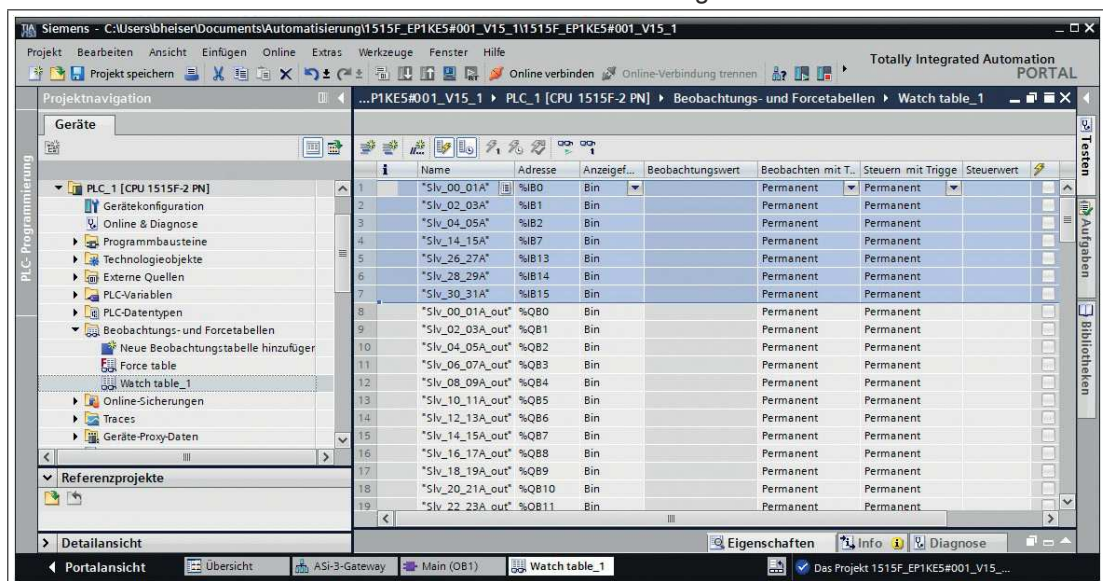 Siemens - C:\Users\bheiser\Documents\Automatisierung\1515F_EP1KE5#001_V15_1\1515F_EP1KE5#001_V15_1
Projekt Bearbeiten Ansicht Einfügen Online Extras Werkzeuge Fenster Hilfe
Totally Integrated Automation
PORTAL
Projekt speichern Online verbinden Online-Verbindung trennen
Projektnavigation
...P1KE5#001_V15_1 PLC_1 [CPU 1515F-2 PN] Beobachtungs- und Forcetabellen Watch table_1
Geräte
i Name Adresse Anzeigef... Beobachtungswert Beobachten mit T.. Steuern mit Trigge Steuerwert
PLC_1 [CPU 1515F-2 PN]
Gerätekonfiguration
Online & Diagnose
Programmbausteine
Technologieobjekte
Externe Quellen
PLC-Variablen
PLC-Datentypen
Beobachtungs- und Forcetabellen
Neue Beobachtungstabelle hinzufüger
Force table
Watch table_1
Online-Sicherungen
Traces
Geräte-Proxy-Daten
1 "Slv_00_01A" %IB0 Bin Permanent Permanent
2 "Slv_02_03A" %IB1 Bin Permanent Permanent
3 "Slv_04_05A" %IB2 Bin Permanent Permanent
4 "Slv_14_15A" %IB7 Bin Permanent Permanent
5 "Slv_26_27A" %IB13 Bin Permanent Permanent
6 "Slv_28_29A" %IB14 Bin Permanent Permanent
7 "Slv_30_31A" %IB15 Bin Permanent Permanent
8 "Slv_00_01A_out" %QB0 Bin Permanent Permanent
9 "Slv_02_03A_out" %QB1 Bin Permanent Permanent
10 "Slv_04_05A_out" %QB2 Bin Permanent Permanent
11 "Slv_06_07A_out" %QB3 Bin Permanent Permanent
12 "Slv_08_09A_out" %QB4 Bin Permanent Permanent
13 "Slv_10_11A_out" %QB5 Bin Permanent Permanent
14 "Slv_12_13A_out" %QB6 Bin Permanent Permanent
15 "Slv_14_15A_out" %QB7 Bin Permanent Permanent
16 "Slv_16_17A_out" %QB8 Bin Permanent Permanent
17 "Slv_18_19A_out" %QB9 Bin Permanent Permanent
18 "Slv_20_21A_out" %QB10 Bin Permanent Permanent
19 "Slv_22_23A_out" %QB11 Bin Permanent Permanent
PLC-Programmierung
Testen
Aufgaben
Bibliotheken
Referenzprojekte
Detailansicht
Eigenschaften Info Diagnose
Portalansicht Übersicht ASi-3-Gateway Main (OB1) Watch table_1 Das Projekt 1515F_EP1KE5#001_V15_...